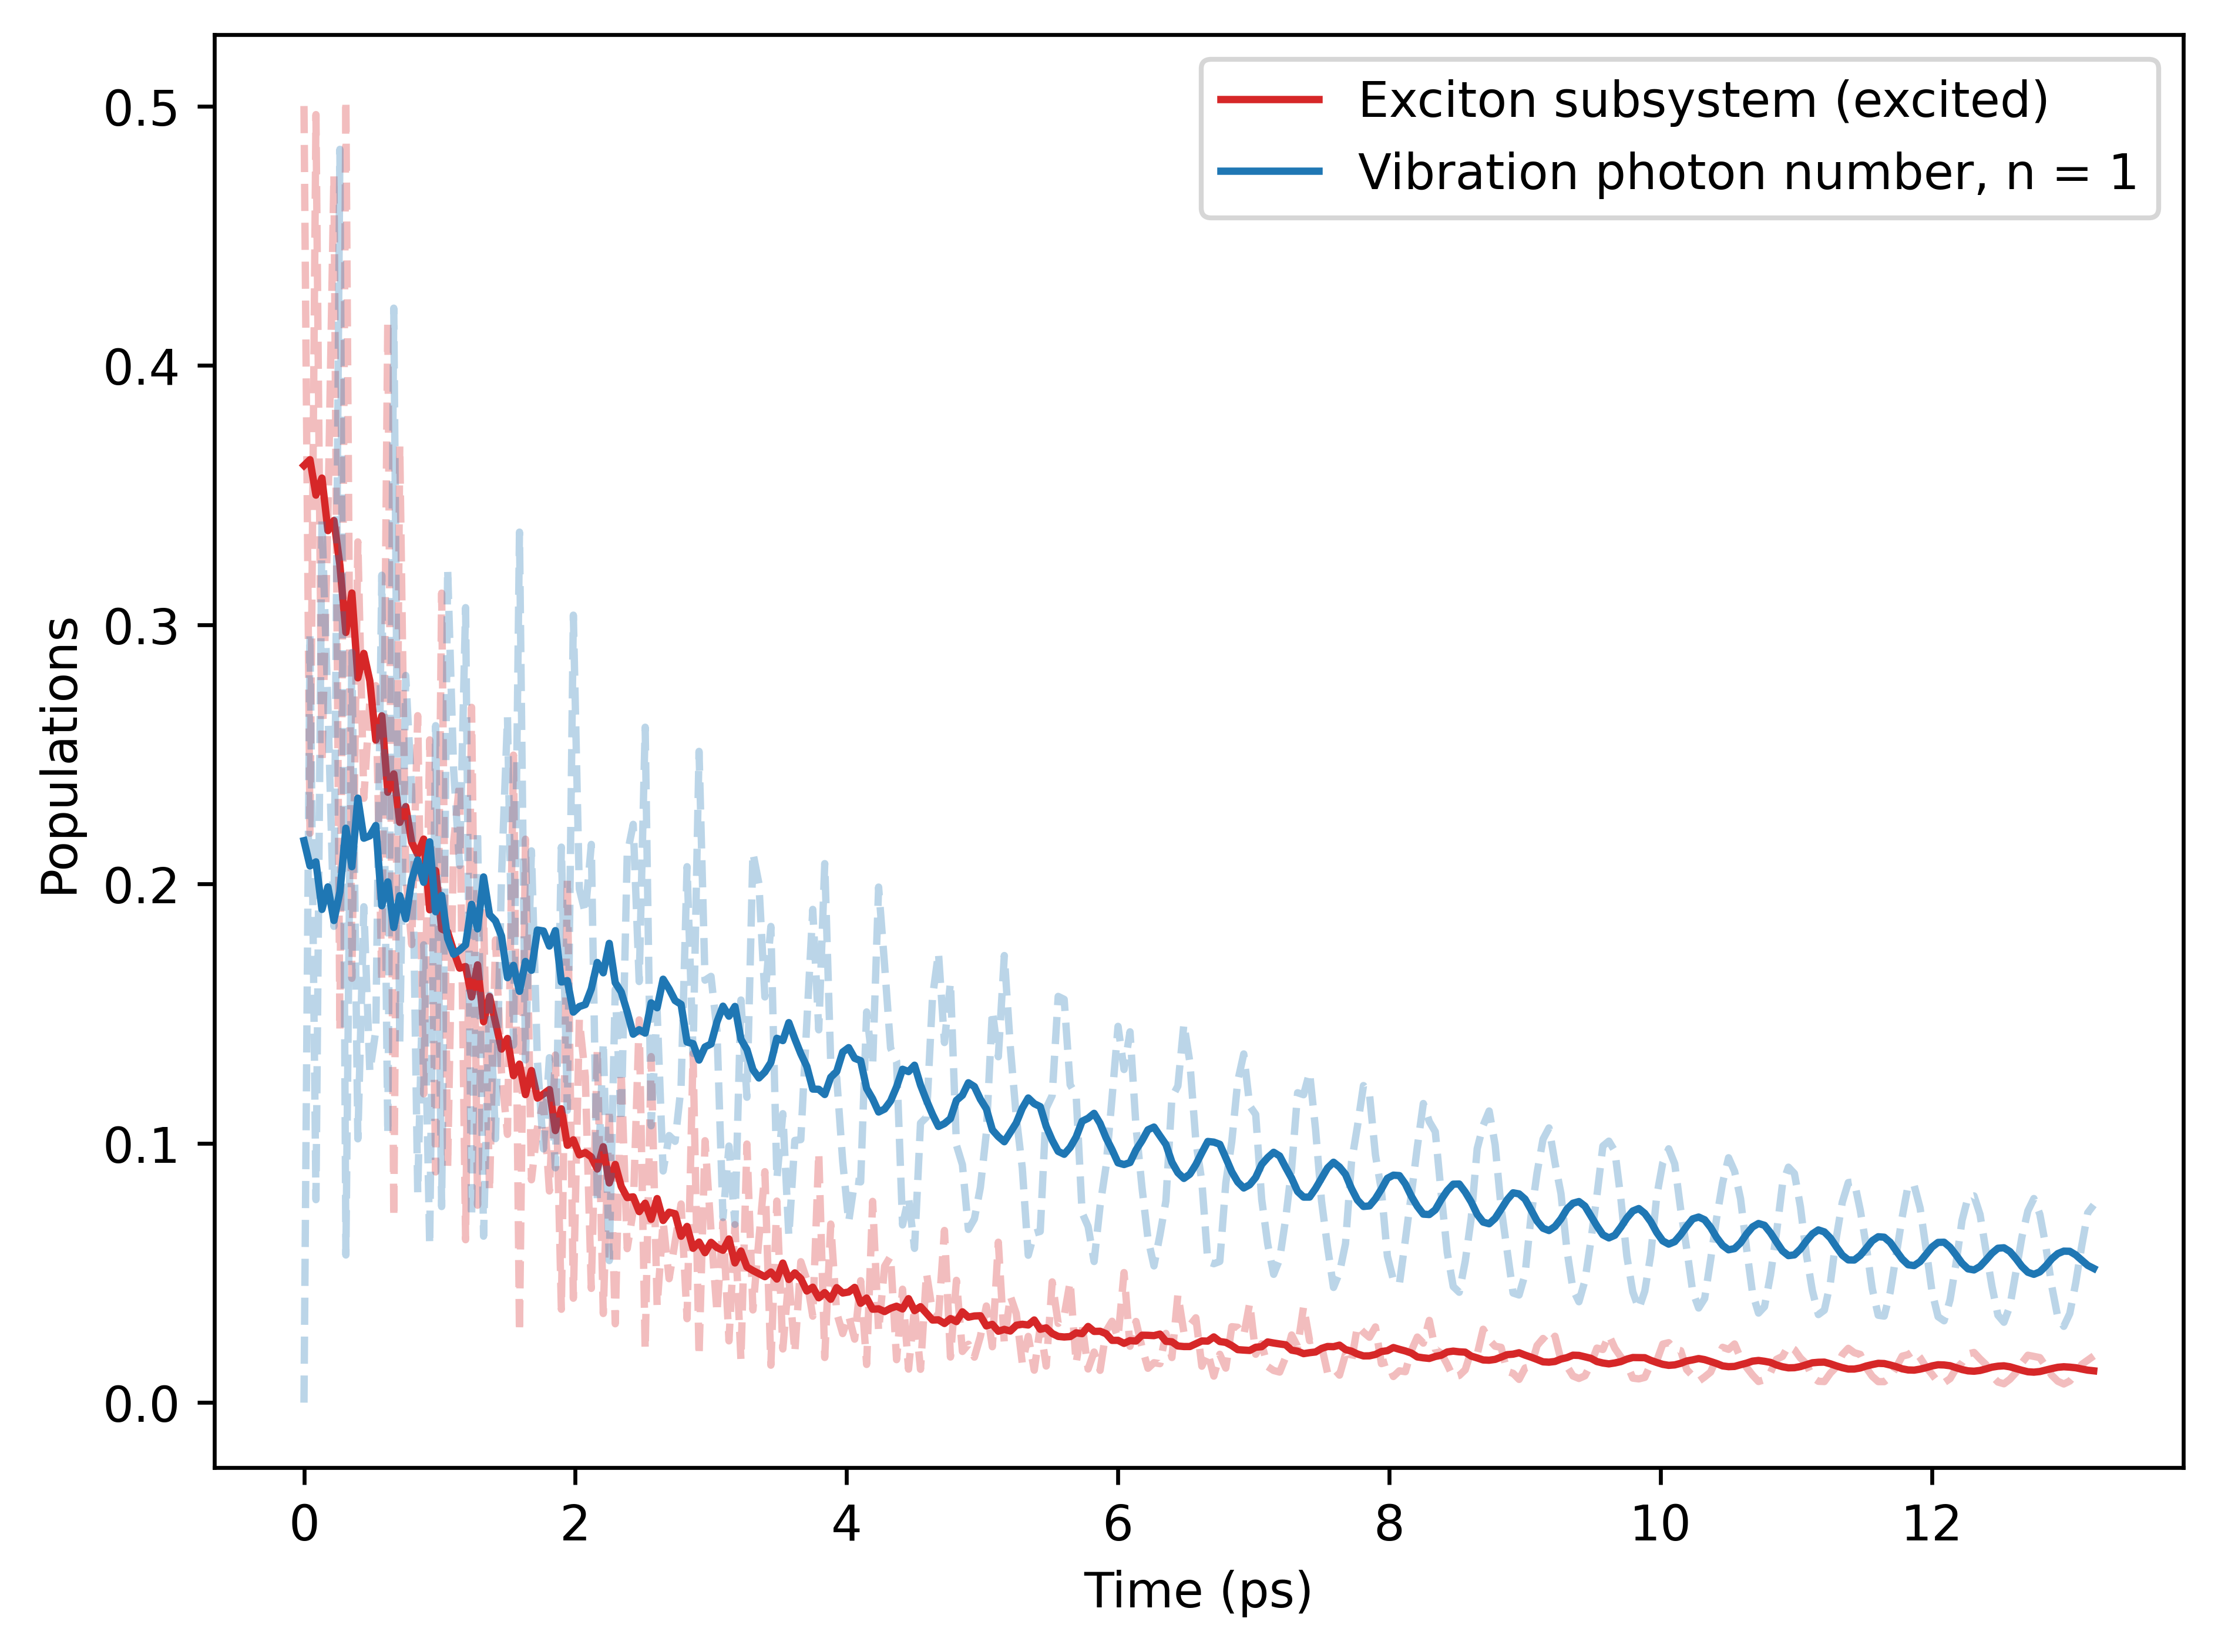 Exciton subsystem (excited)
Vibration photon number, n = 1
Populations
0.5
0.4
0.3
0.2
0.1
0.0
0 2 4 6 8 10 12
Time (ps)